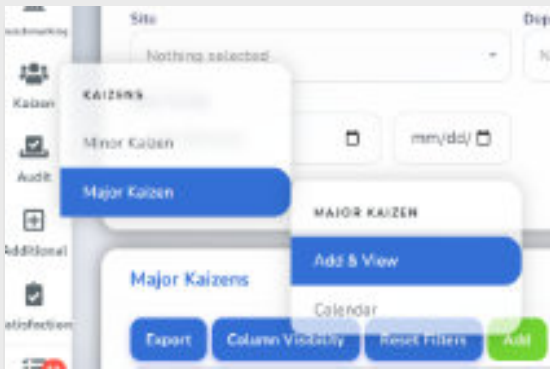 Site
Dep
Nothing selected
N
Kaizen
KAIZENS
Minor Kaizen
mm/dd/
Audit
Major Kaizen
MAJOR KAIZEN
Additional
Add & View
Major Kaizens
Calendar
Export
Column Visibility
Reset Filters
Add